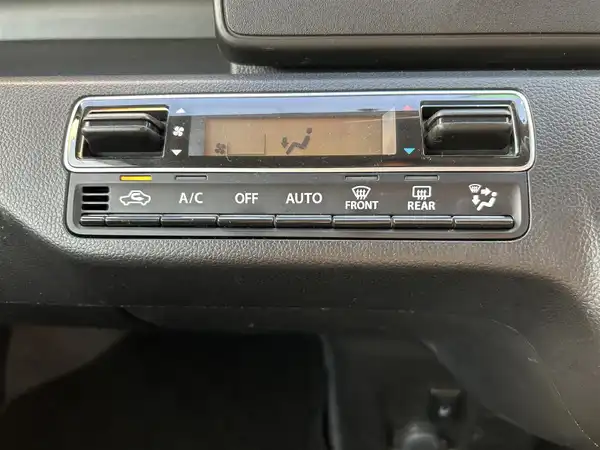 A/C OFF AUTO FRONT REAR